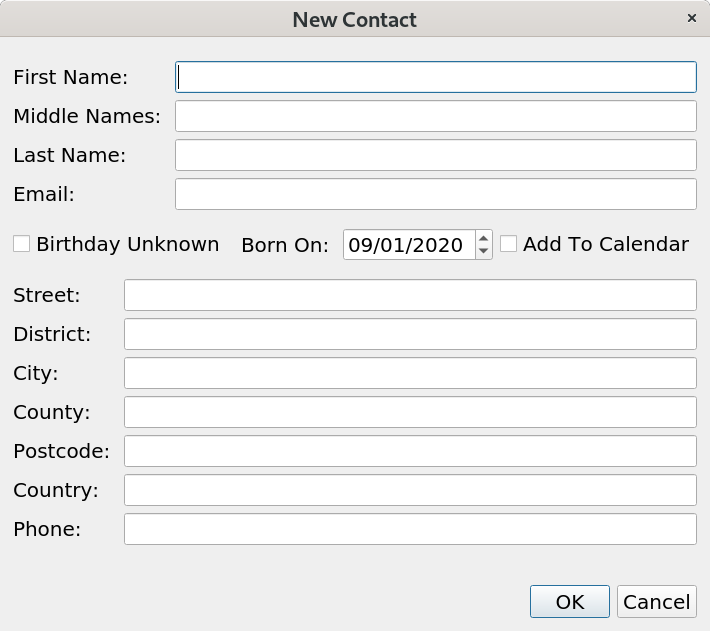 New Contact
First Name:
Middle Names:
Last Name:
Email:
Birthday Unknown Born On: 09/01/2020 Add To Calendar
Street:
District:
City:
County:
Postcode:
Country:
Phone:
OK Cancel